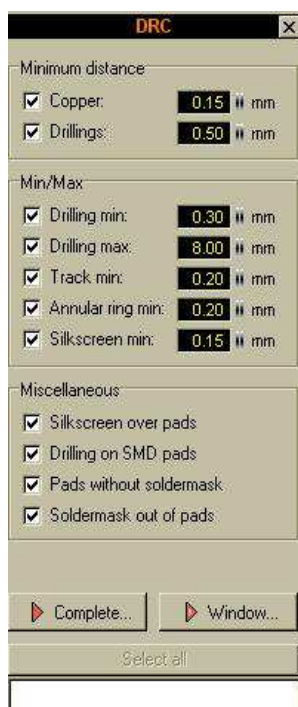 DRC
Minimum distance
Copper: 0.15 mm
Drillings: 0.50 mm
Min/Max
Drilling min: 0.30 mm
Drilling max: 8.00 mm
Track min: 0.20 mm
Annular ring min: 0.20 mm
Silkscreen min: 0.15 mm
Miscellaneous
Silkscreen over pads
Drilling on SMD pads
Pads without soldermask
Soldermask out of pads
Complete... Window...
Select all